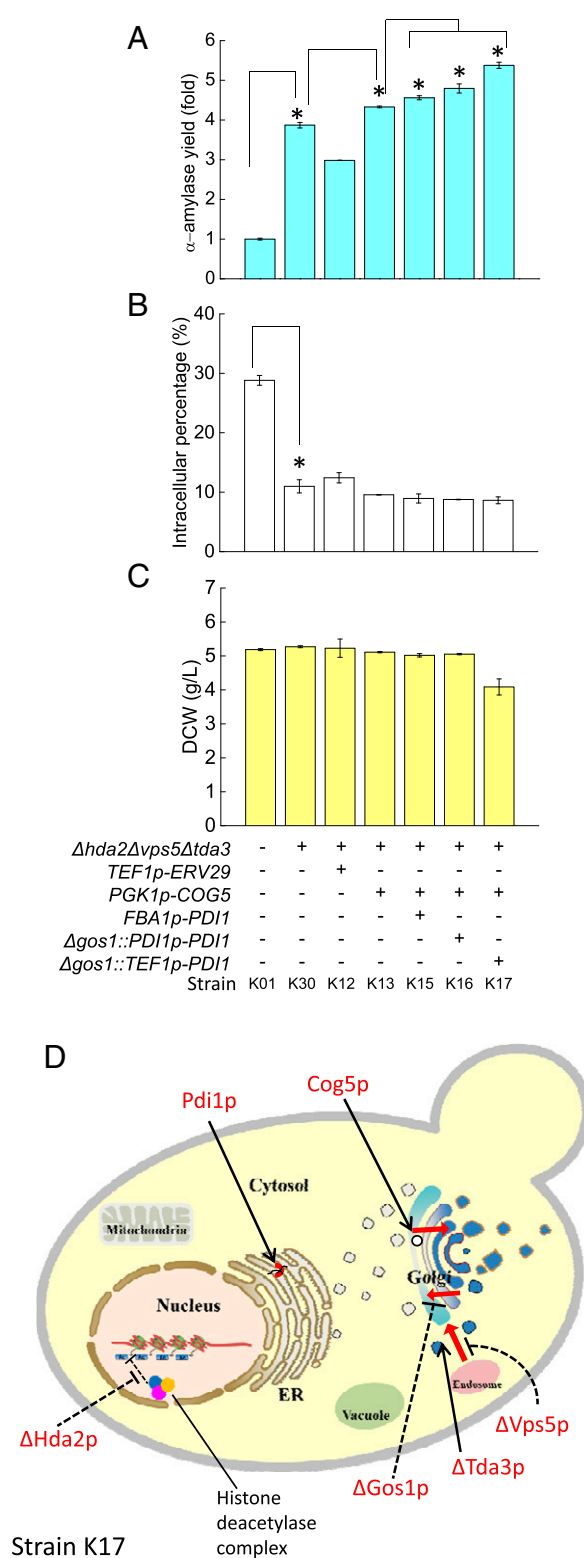 A
α-amylase yield (fold)
6
5
4
3
2
1
0
* * * * *
B
Intracellular percentage (%)
40
30
20
10
0
*
C
DCW (g/L)
7
6
5
4
3
2
1
0
Δhda2Δvps5Δtda3 - + + + + + +
TEF1p-ERV29 - - + - - - -
PGK1p-COG5 - - - + + + +
FBA1p-PDI1 - - - - + - -
Δgos1::PDI1p-PDI1 - - - - - + -
Δgos1::TEF1p-PDI1 - - - - - - +
Strain K01 K30 K12 K13 K15 K16 K17
D
Cog5p
Pdi1p
Cytosol
Mitochondria
Golgi
Nucleus
ER
Endosome
Vacuole
ΔHda2p
ΔVps5p
ΔTda3p
ΔGos1p
Histone
deacetylase
complex
Strain K17